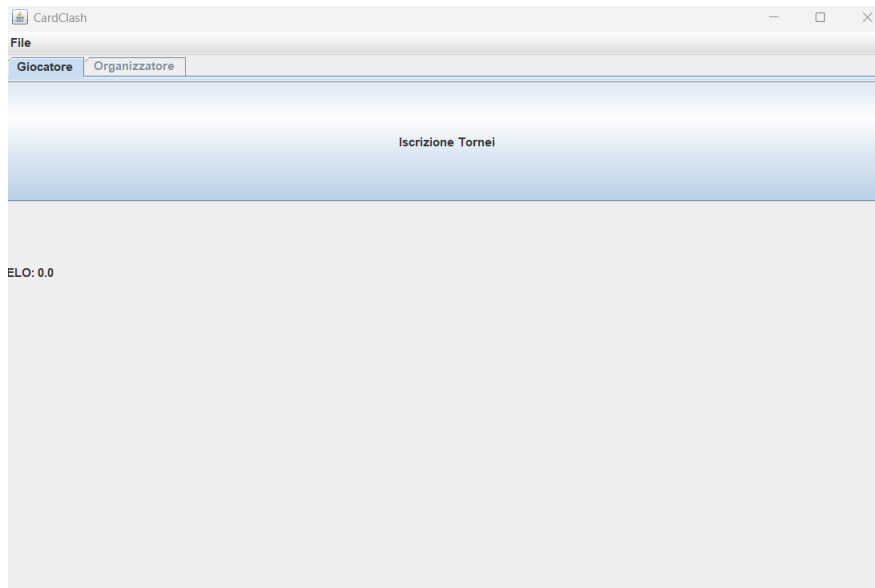 CardClash
File
Giocatore Organizzatore
Iscrizione Tornei
ELO: 0.0